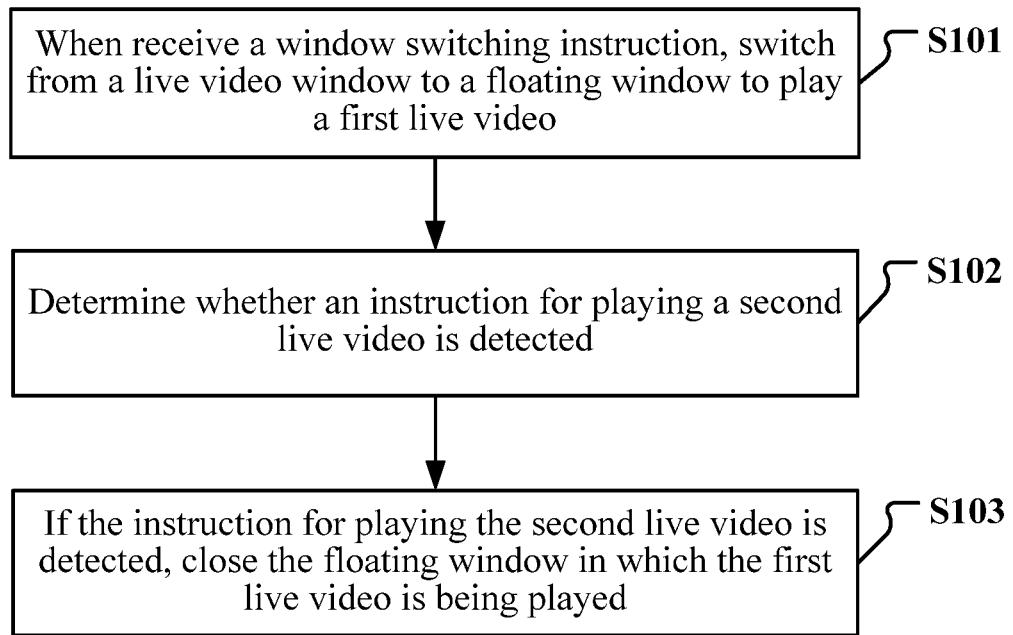 When receive a window switching instruction, switch
from a live video window to a floating window to play
a first live video
S101
Determine whether an instruction for playing a second
live video is detected
S102
If the instruction for playing the second live video is
detected, close the floating window in which the first
live video is being played
S103